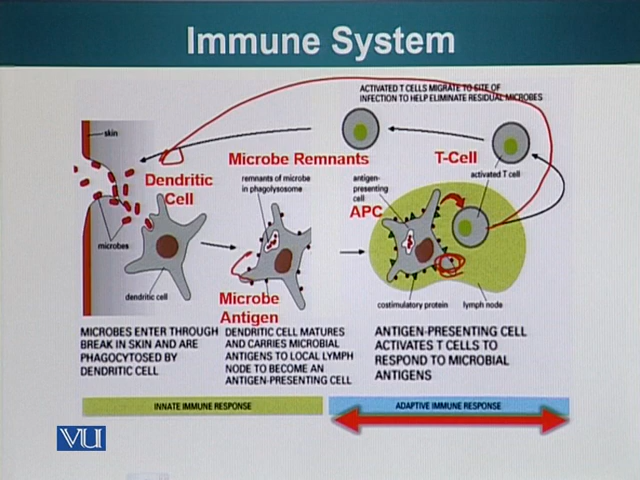 Immune System
ACTIVATED T CELLS MIGRATE TO SITE OF
INFECTION TO HELP ELIMINATE RESIDUAL MICROBES
skin
Microbe Remnants
T-Cell
Dendritic
Cell
remnants of microbe
in phagolysosome
antigen-
presenting
cell
activated T cell
APC
microbes
dendritic cell
Microbe
Antigen
costimulatory protein
lymph node
MICROBES ENTER THROUGH
BREAK IN SKIN AND ARE
PHAGOCYTOSED BY
DENDRITIC CELL
DENDRITIC CELL MATURES
AND CARRIES MICROBIAL
ANTIGENS TO LOCAL LYMPH
NODE TO BECOME AN
ANTIGEN-PRESENTING CELL
ANTIGEN-PRESENTING CELL
ACTIVATES T CELLS TO
RESPOND TO MICROBIAL
ANTIGENS
INNATE IMMUNE RESPONSE
ADAPTIVE IMMUNE RESPONSE
VU